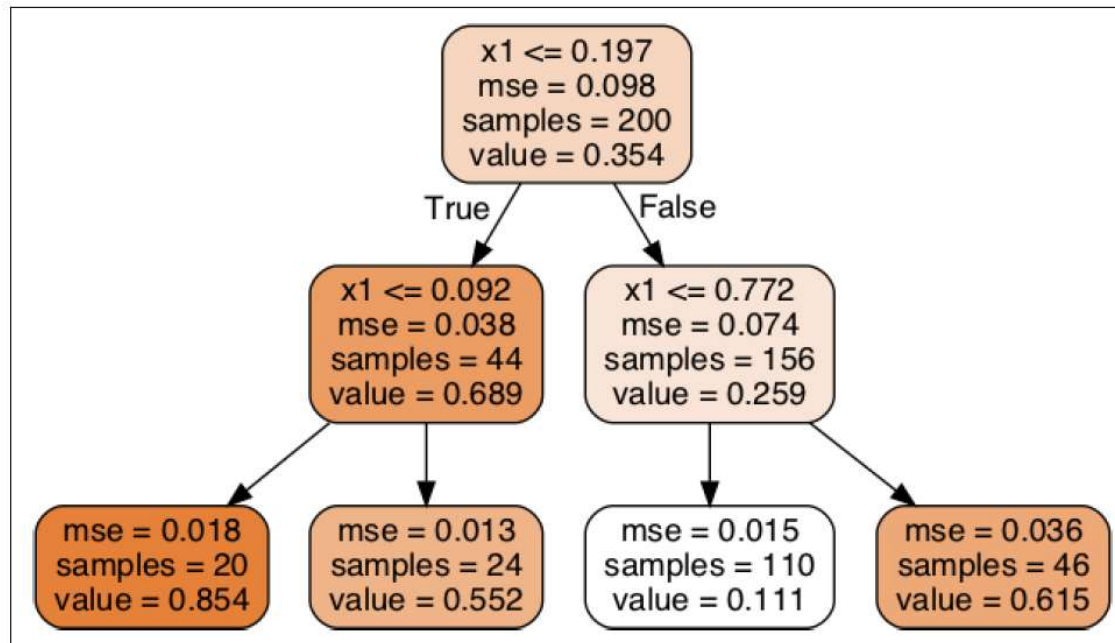 x1 <= 0.197
mse = 0.098
samples = 200
value = 0.354
True
False
x1 <= 0.092
mse = 0.038
samples = 44
value = 0.689
x1 <= 0.772
mse = 0.074
samples = 156
value = 0.259
mse = 0.018
samples = 20
value = 0.854
mse = 0.013
samples = 24
value = 0.552
mse = 0.015
samples = 110
value = 0.111
mse = 0.036
samples = 46
value = 0.615